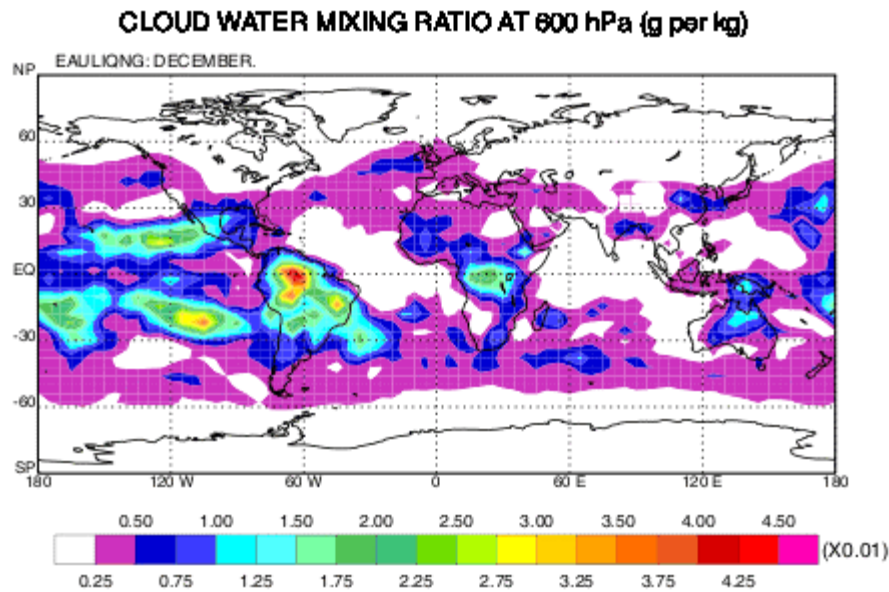 CLOUD WATER MIXING RATIO AT 600 hPa (g per kg)
EAULIQNG: DECEMBER.
NP
60
30
EQ
-30
-60
SP
180 120 W 60 W 0 60 E 120 E 180
0.50 1.00 1.50 2.00 2.50 3.00 3.50 4.00 4.50
(X0.01)
0.25 0.75 1.25 1.75 2.25 2.75 3.25 3.75 4.25